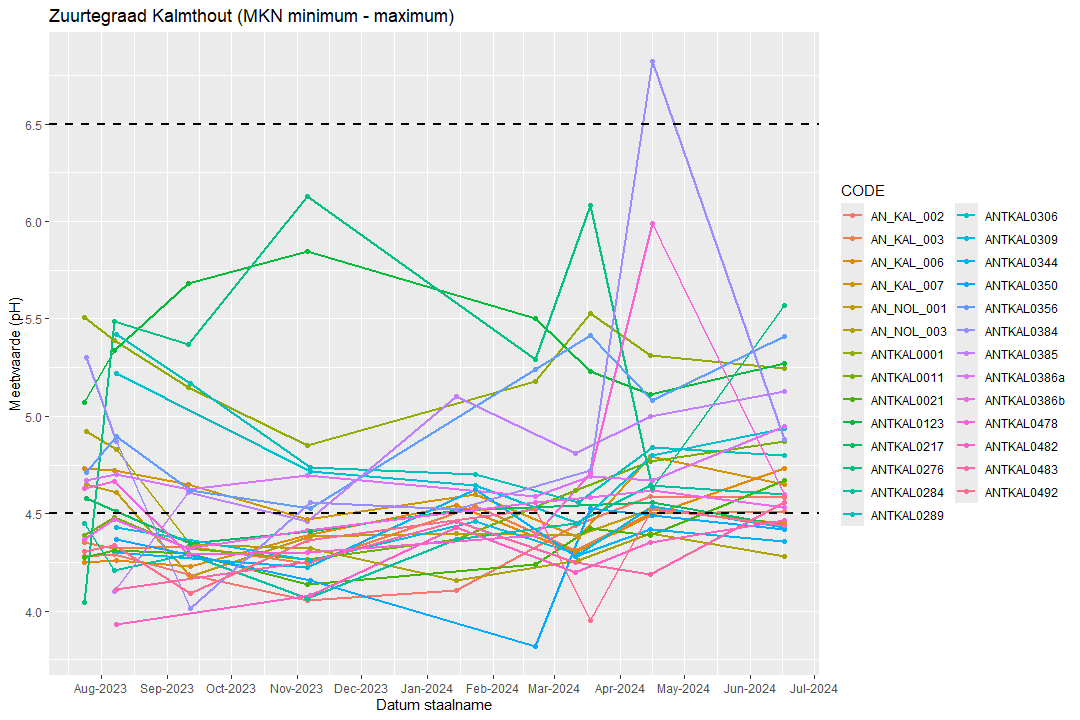 Zuurtegraad Kalmthout (MKN minimum - maximum)
Meetwaarde (pH)
6.5
6.0
5.5
5.0
4.5
4.0
Aug-2023
Sep-2023
Oct-2023
Nov-2023
Dec-2023
Jan-2024
Feb-2024
Mar-2024
Apr-2024
May-2024
Jun-2024
Jul-2024
Datum staalname
CODE
AN_KAL_002
AN_KAL_003
AN_KAL_006
AN_KAL_007
AN_NOL_001
AN_NOL_003
ANTKAL0001
ANTKAL0011
ANTKAL0021
ANTKAL0123
ANTKAL0217
ANTKAL0276
ANTKAL0284
ANTKAL0289
ANTKAL0306
ANTKAL0309
ANTKAL0344
ANTKAL0350
ANTKAL0356
ANTKAL0384
ANTKAL0385
ANTKAL0386a
ANTKAL0386b
ANTKAL0478
ANTKAL0482
ANTKAL0483
ANTKAL0492